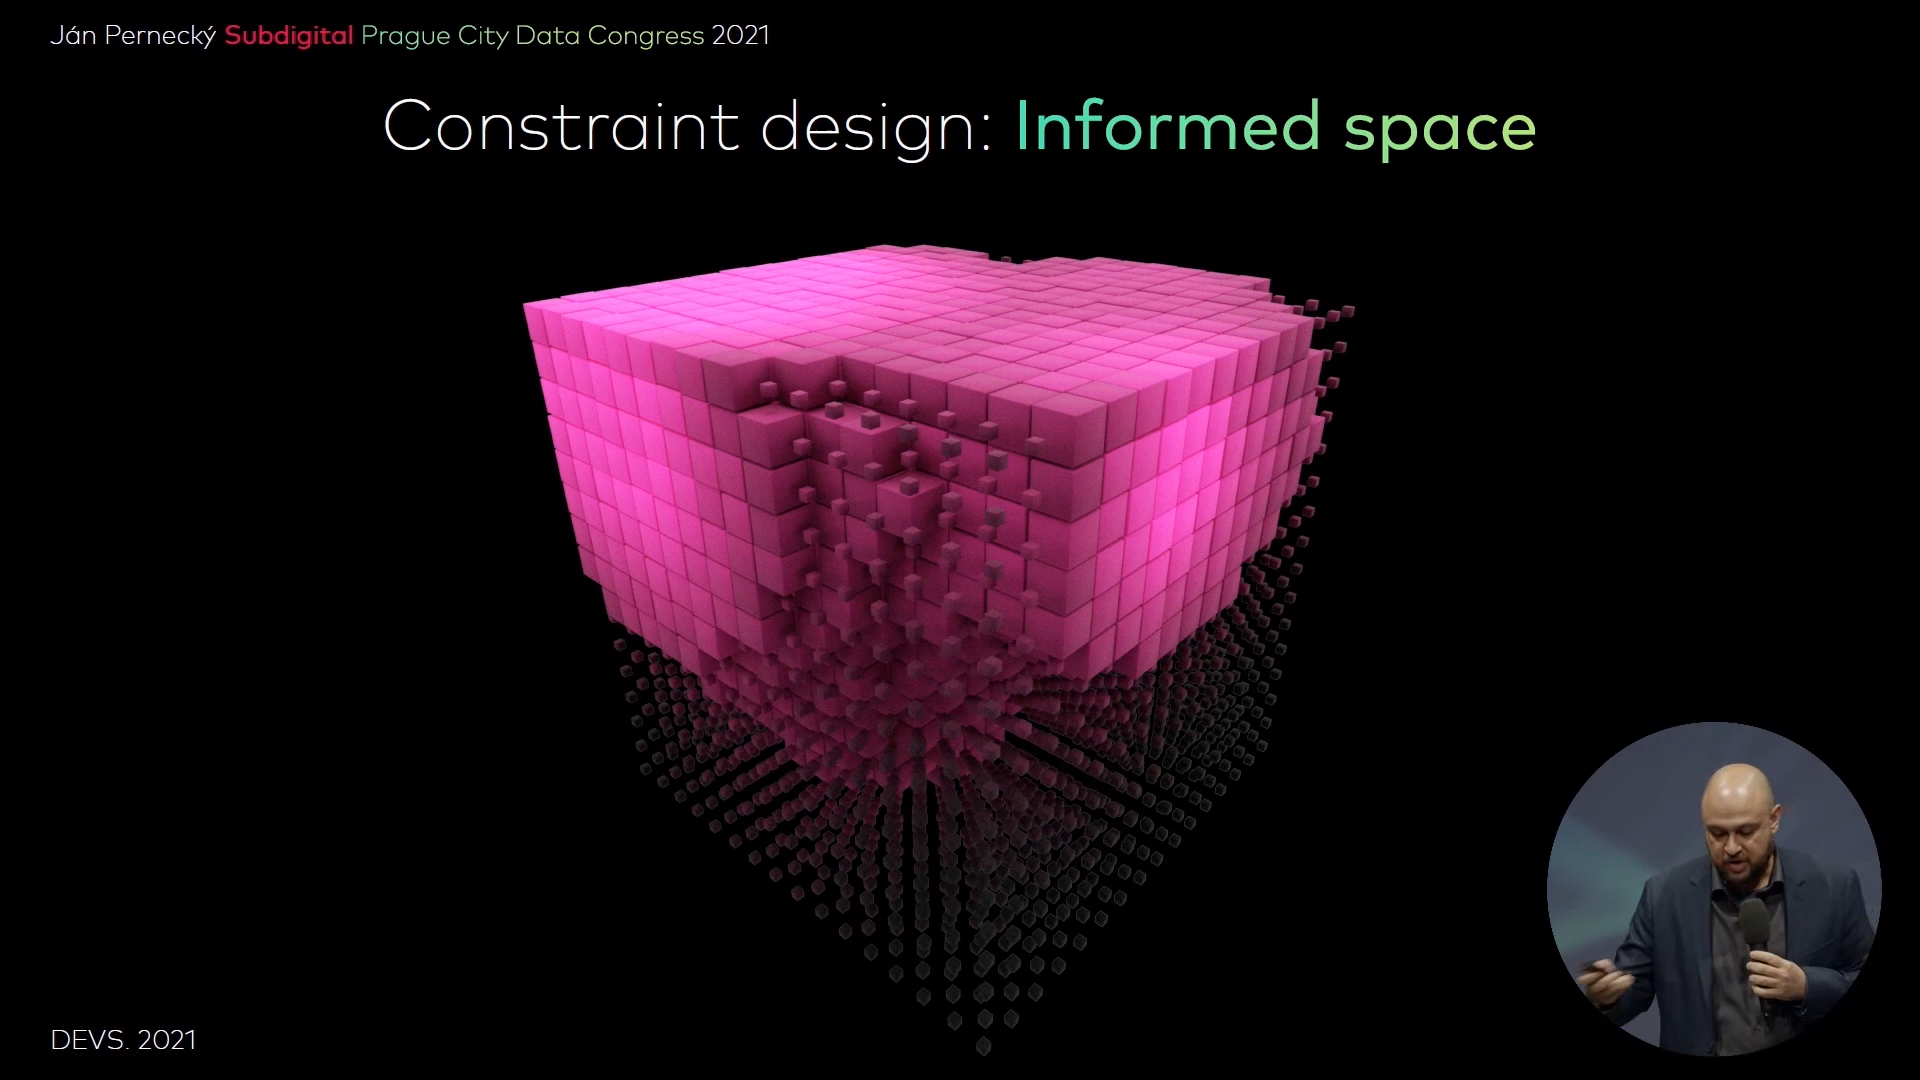 Ján Pernecký Subdigital Prague City Data Congress 2021
Constraint design: Informed space
DEVS. 2021